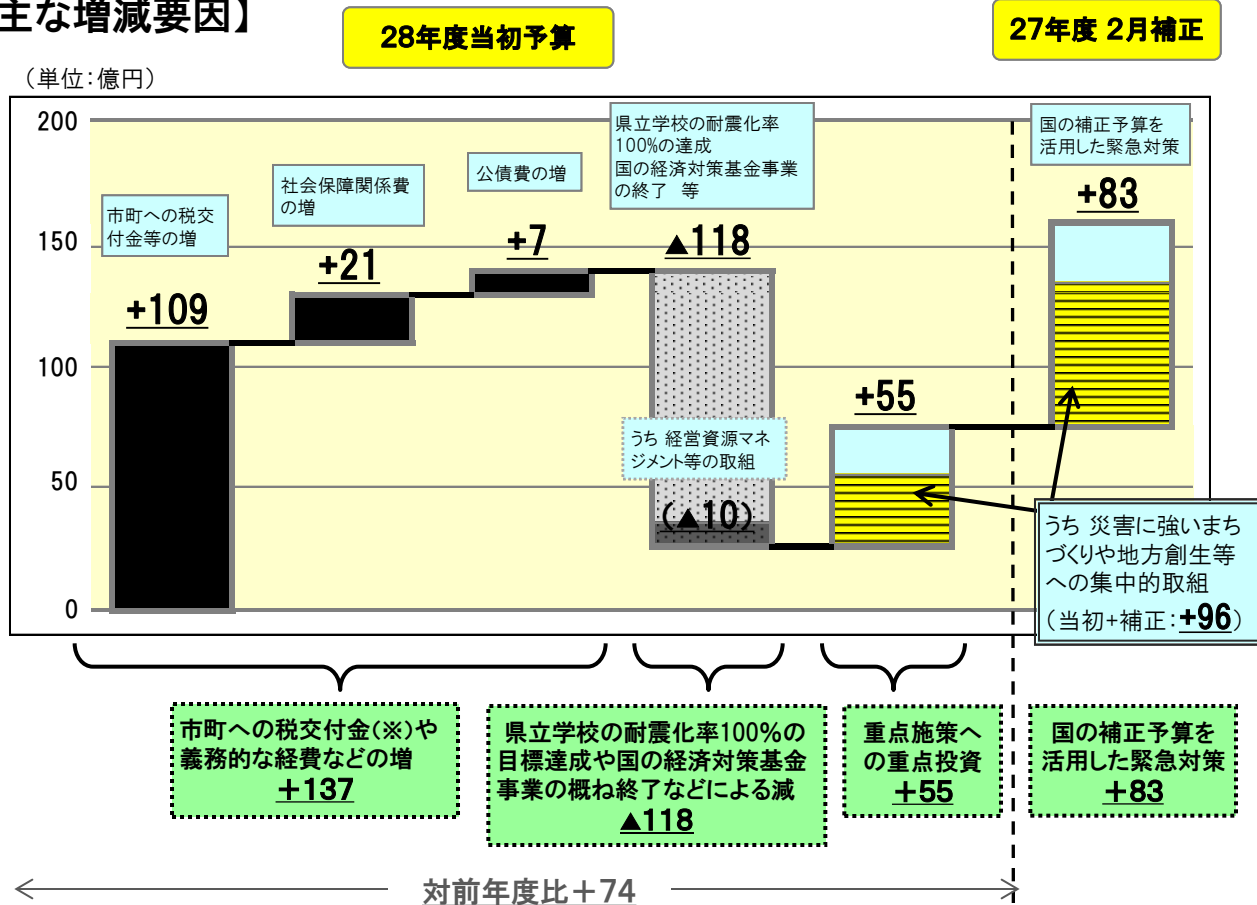 主な増減要因】
28年度当初予算
27年度 2月補正
（単位：億円）
200
150
100
50
0
市町への税交
付金等の増
+109
社会保障関係費
の増
+21
公債費の増
+7
県立学校の耐震化率
100%の達成
国の経済対策基金事業
の終了 等
▲118
うち 経営資源マネ
ジメント等の取組
(▲10)
+55
国の補正予算を
活用した緊急対策
+83
うち 災害に強いまち
づくりや地方創生等
への集中的取組
（当初+補正：+96）
市町への税交付金(※)や
義務的な経費などの増
＋137
県立学校の耐震化率100％の
目標達成や国の経済対策基金
事業の概ね終了などによる減
▲118
重点施策へ
の重点投資
＋55
国の補正予算を
活用した緊急対策
＋83
対前年度比＋74